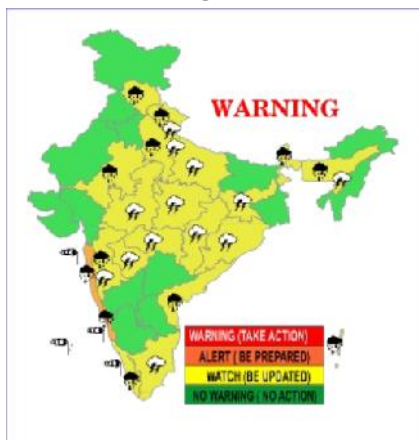 WARNING
WARNING (TAKE ACTION)
ALERT ( BE PREPARED)
WATCH (BE UPDATED)
NO WARNING ( NO ACTION)